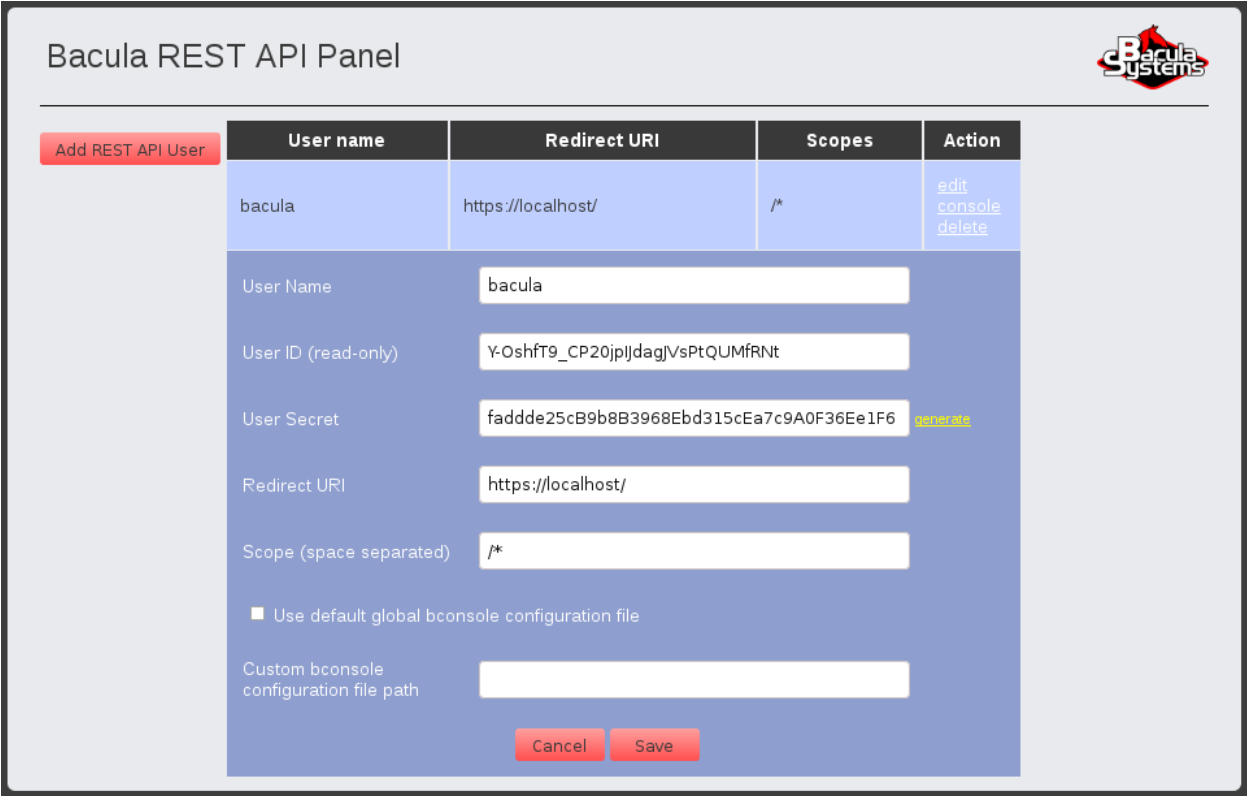 Bacula REST API Panel
Bacula
Systems
Add REST API User
User name Redirect URI Scopes Action
bacula https://localhost/ /* edit
console
delete
User Name bacula
User ID (read-only) Y-OshfT9_CP20jpIJdagJVsPtQUMfRNt
User Secret faddde25cB9b8B3968Ebd315cEa7c9A0F36Ee1F6 generate
Redirect URI https://localhost/
Scope (space separated) /*
Use default global bconsole configuration file
Custom bconsole
configuration file path
Cancel Save